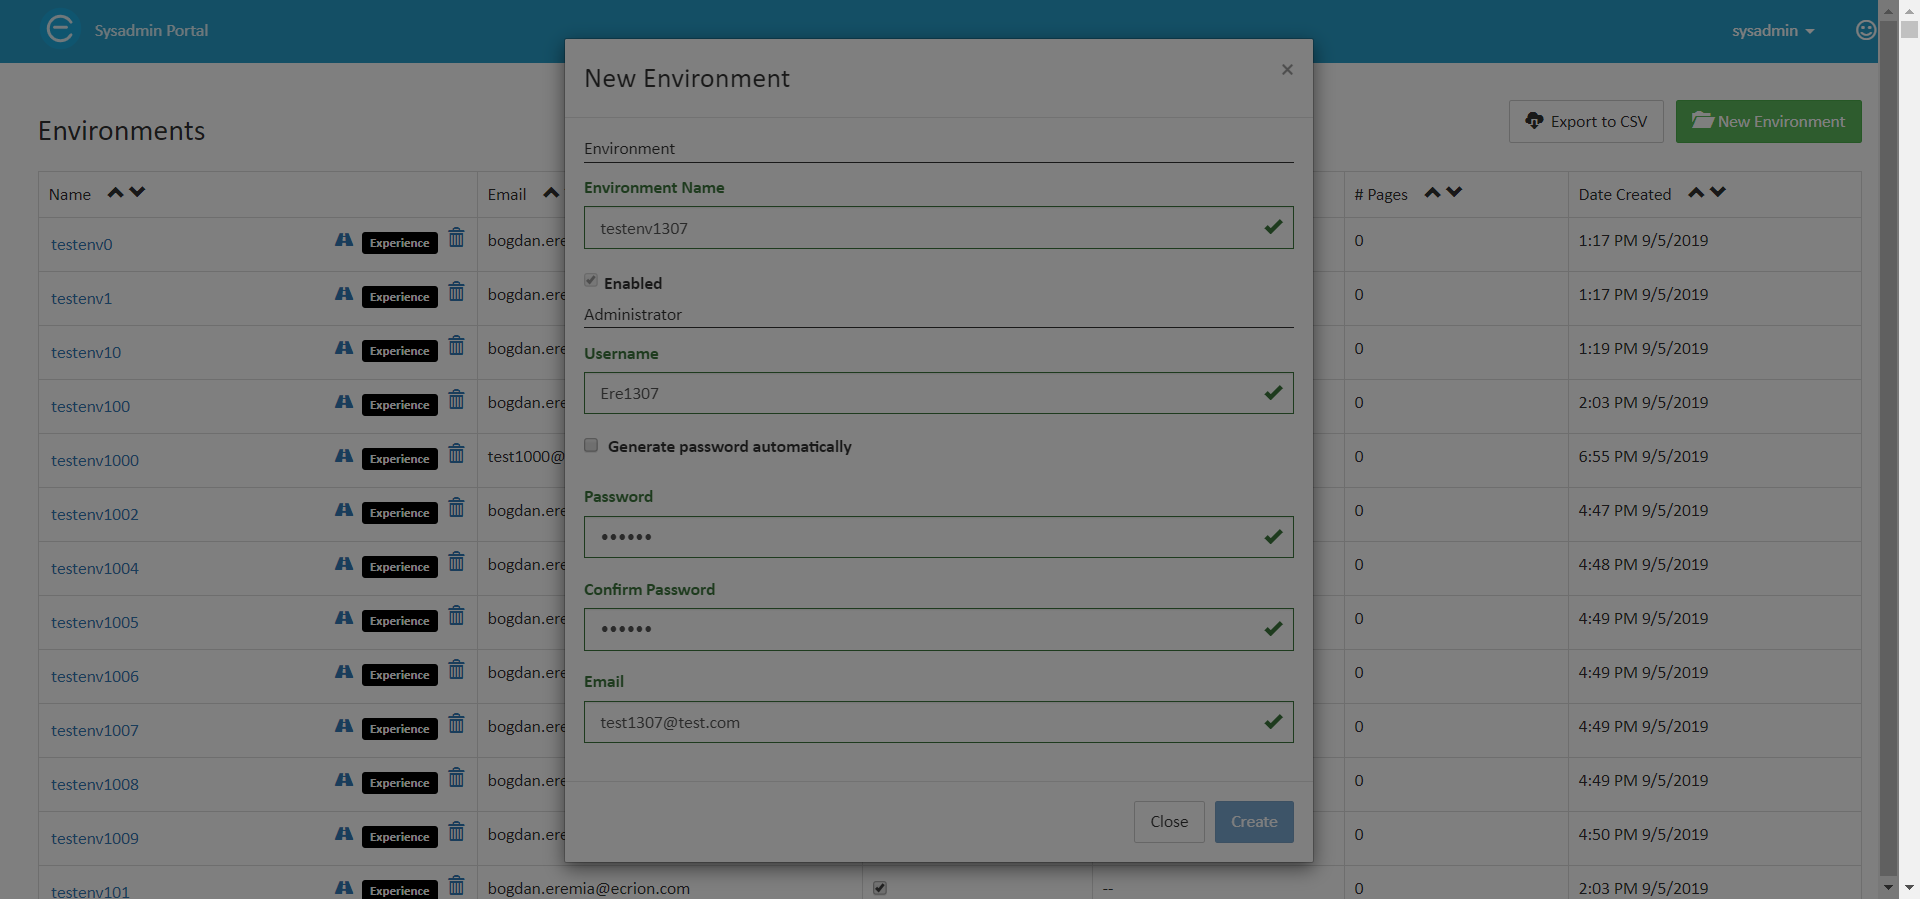 Sysadmin Portal
sysadmin
New Environment
×
Environments
Export to CSV
New Environment
Environment
Environment Name
testenv1307
Enabled
Administrator
Username
Ere1307
Generate password automatically
Password
••••••
Confirm Password
••••••
Email
test1307@test.com
Close
Create
Name Email # Pages Date Created
testenv0 Experience bogdan.ere 0 1:17 PM 9/5/2019
testenv1 Experience bogdan.ere 0 1:17 PM 9/5/2019
testenv10 Experience bogdan.ere 0 1:19 PM 9/5/2019
testenv100 Experience bogdan.ere 0 2:03 PM 9/5/2019
testenv1000 Experience test1000@ 0 6:55 PM 9/5/2019
testenv1002 Experience bogdan.ere 0 4:47 PM 9/5/2019
testenv1004 Experience bogdan.ere 0 4:48 PM 9/5/2019
testenv1005 Experience bogdan.ere 0 4:49 PM 9/5/2019
testenv1006 Experience bogdan.ere 0 4:49 PM 9/5/2019
testenv1007 Experience bogdan.ere 0 4:49 PM 9/5/2019
testenv1008 Experience bogdan.ere 0 4:49 PM 9/5/2019
testenv1009 Experience bogdan.ere 0 4:50 PM 9/5/2019
testenv101 Experience bogdan.eremia@ecrion.com -- 0 2:03 PM 9/5/2019